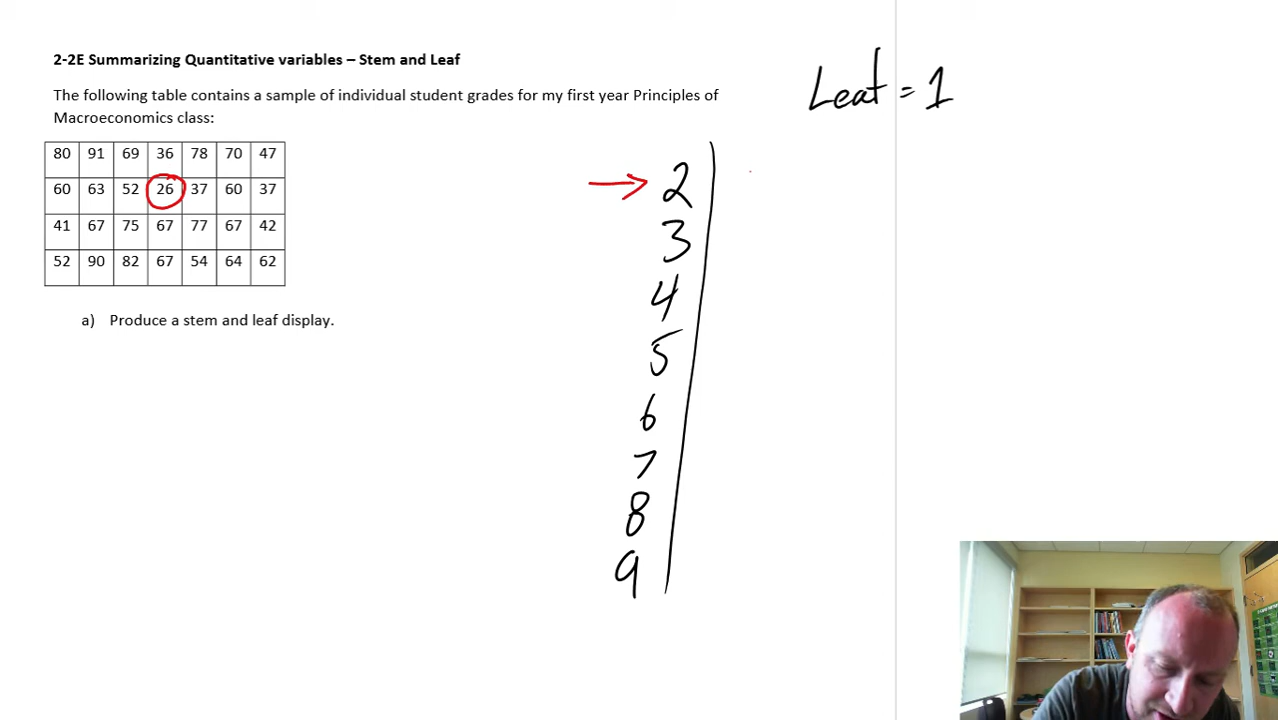 2-2E Summarizing Quantitative variables – Stem and Leaf
The following table contains a sample of individual student grades for my first year Principles of
Macroeconomics class:
80 91 69 36 78 70 47
60 63 52 26 37 60 37
41 67 75 67 77 67 42
52 90 82 67 54 64 62
a) Produce a stem and leaf display.
Leaf = 1
2
3
4
5
6
7
8
9